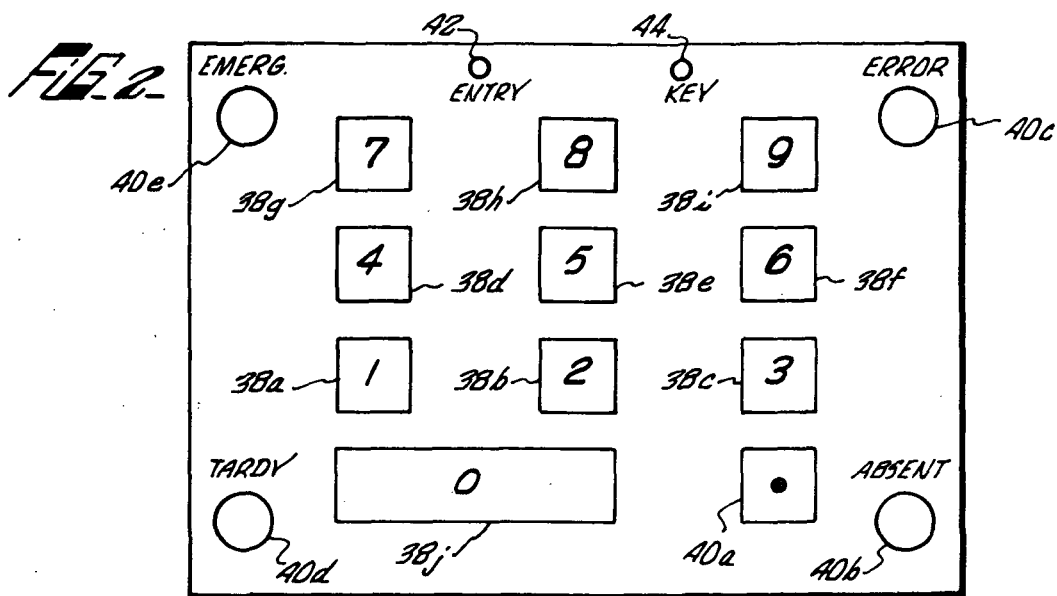 FIG. 2
42 44
EMERG. ENTRY KEY ERROR
40e 40c
7 8 9
38g 38h 38i
4 5 6
38d 38e 38f
1 2 3
38a 38b 38c
TARDY 0 • ABSENT
40d 38j 40a 40b